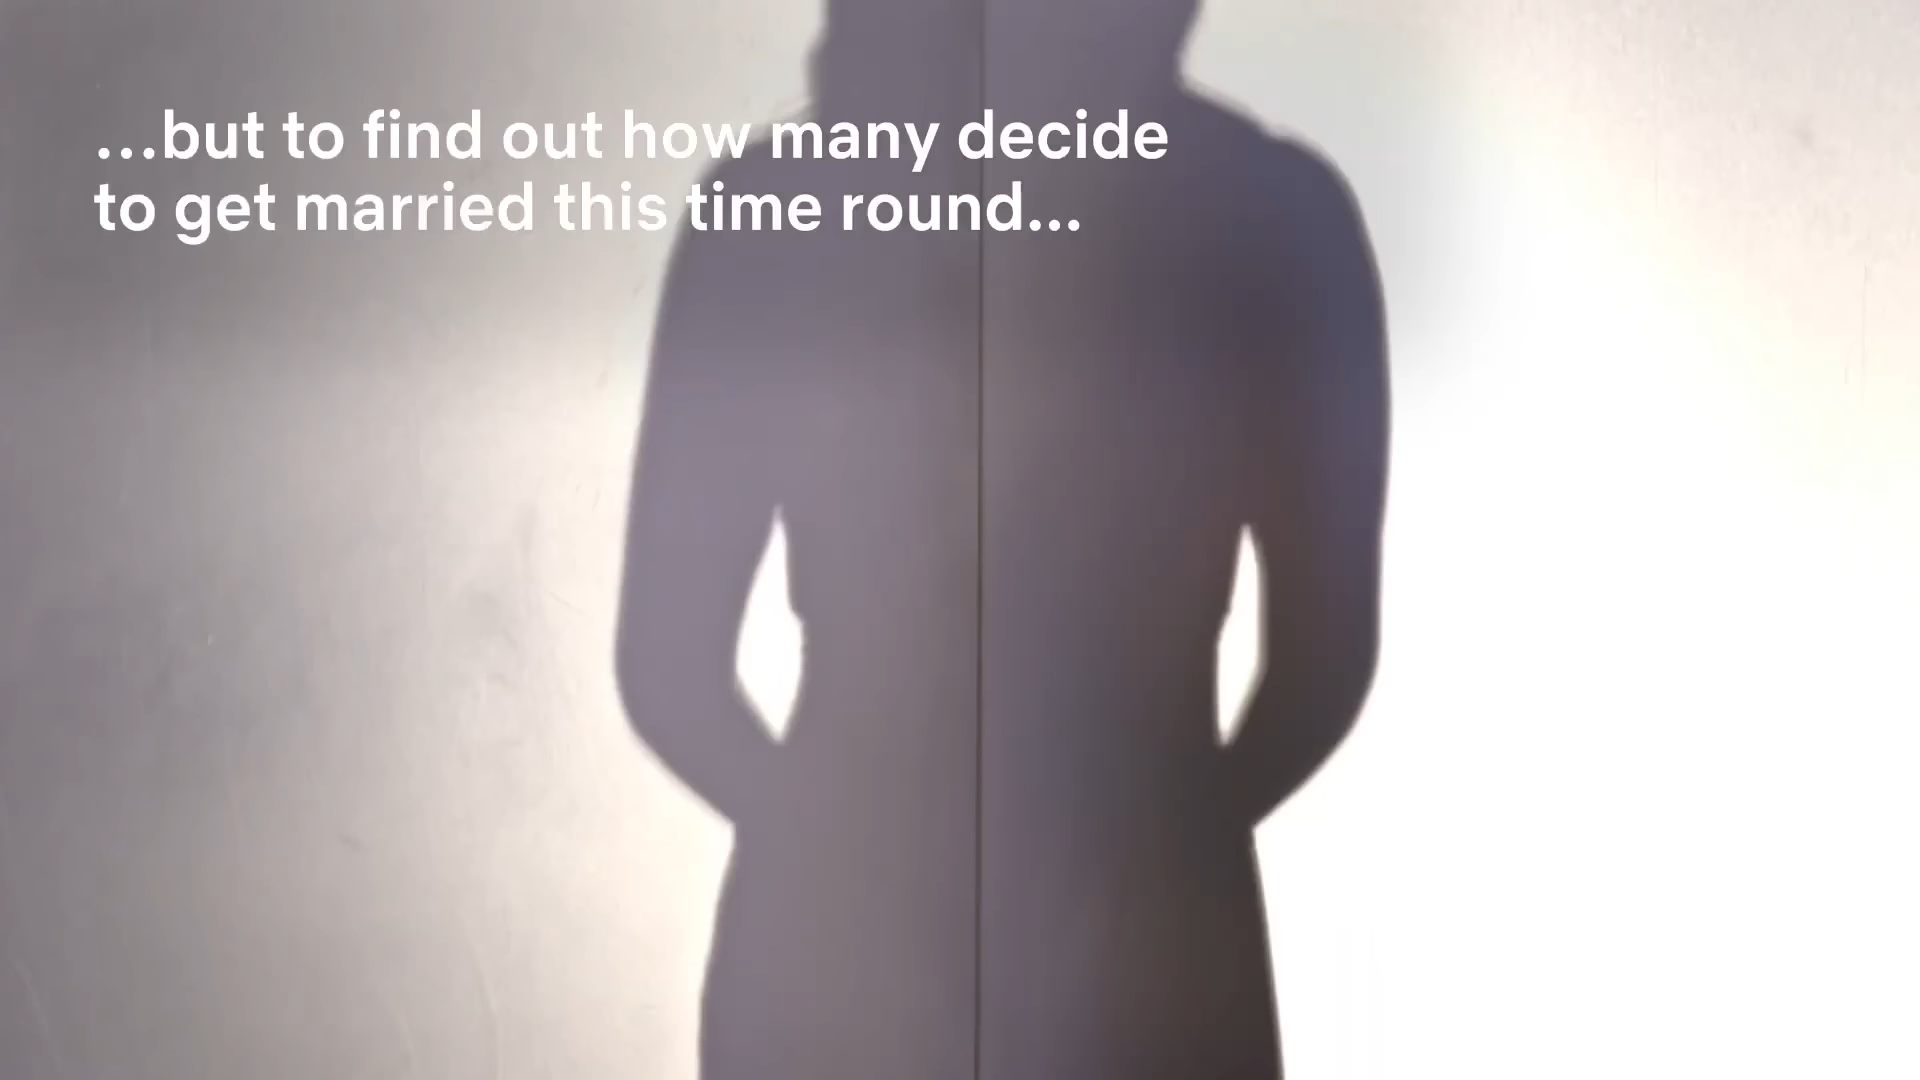 ...but to find out how many decide
to get married this time round...